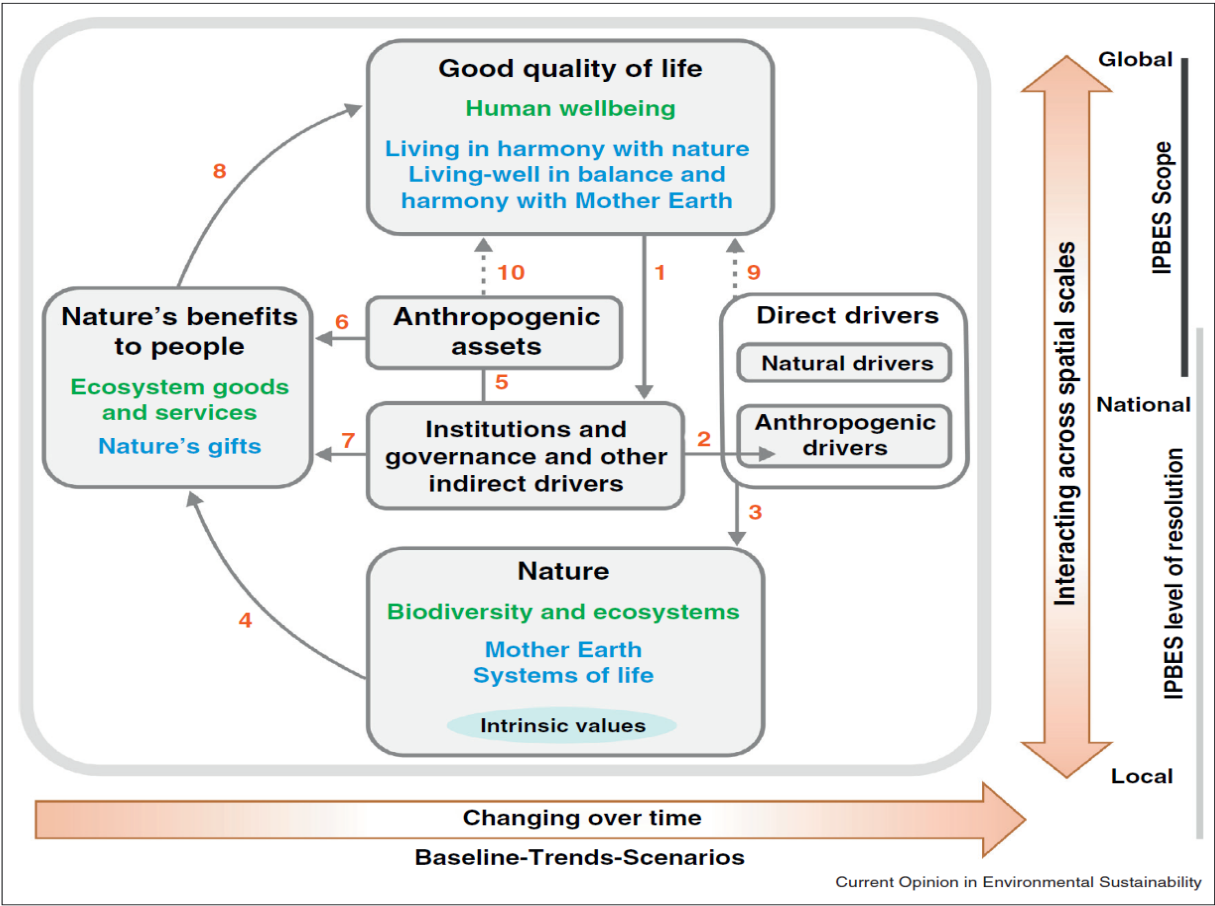 Good quality of life
Human wellbeing
Living in harmony with nature
Living-well in balance and
harmony with Mother Earth
8
10
1
9
Nature's benefits
to people
Ecosystem goods
and services
Nature's gifts
6
Anthropogenic
assets
5
7
Institutions and
governance and other
indirect drivers
2
Direct drivers
Natural drivers
Anthropogenic
drivers
3
4
Nature
Biodiversity and ecosystems
Mother Earth
Systems of life
Intrinsic values
Interacting across spatial scales
Global
National
Local
IPBES Scope
IPBES level of resolution
Changing over time
Baseline-Trends-Scenarios
Current Opinion in Environmental Sustainability